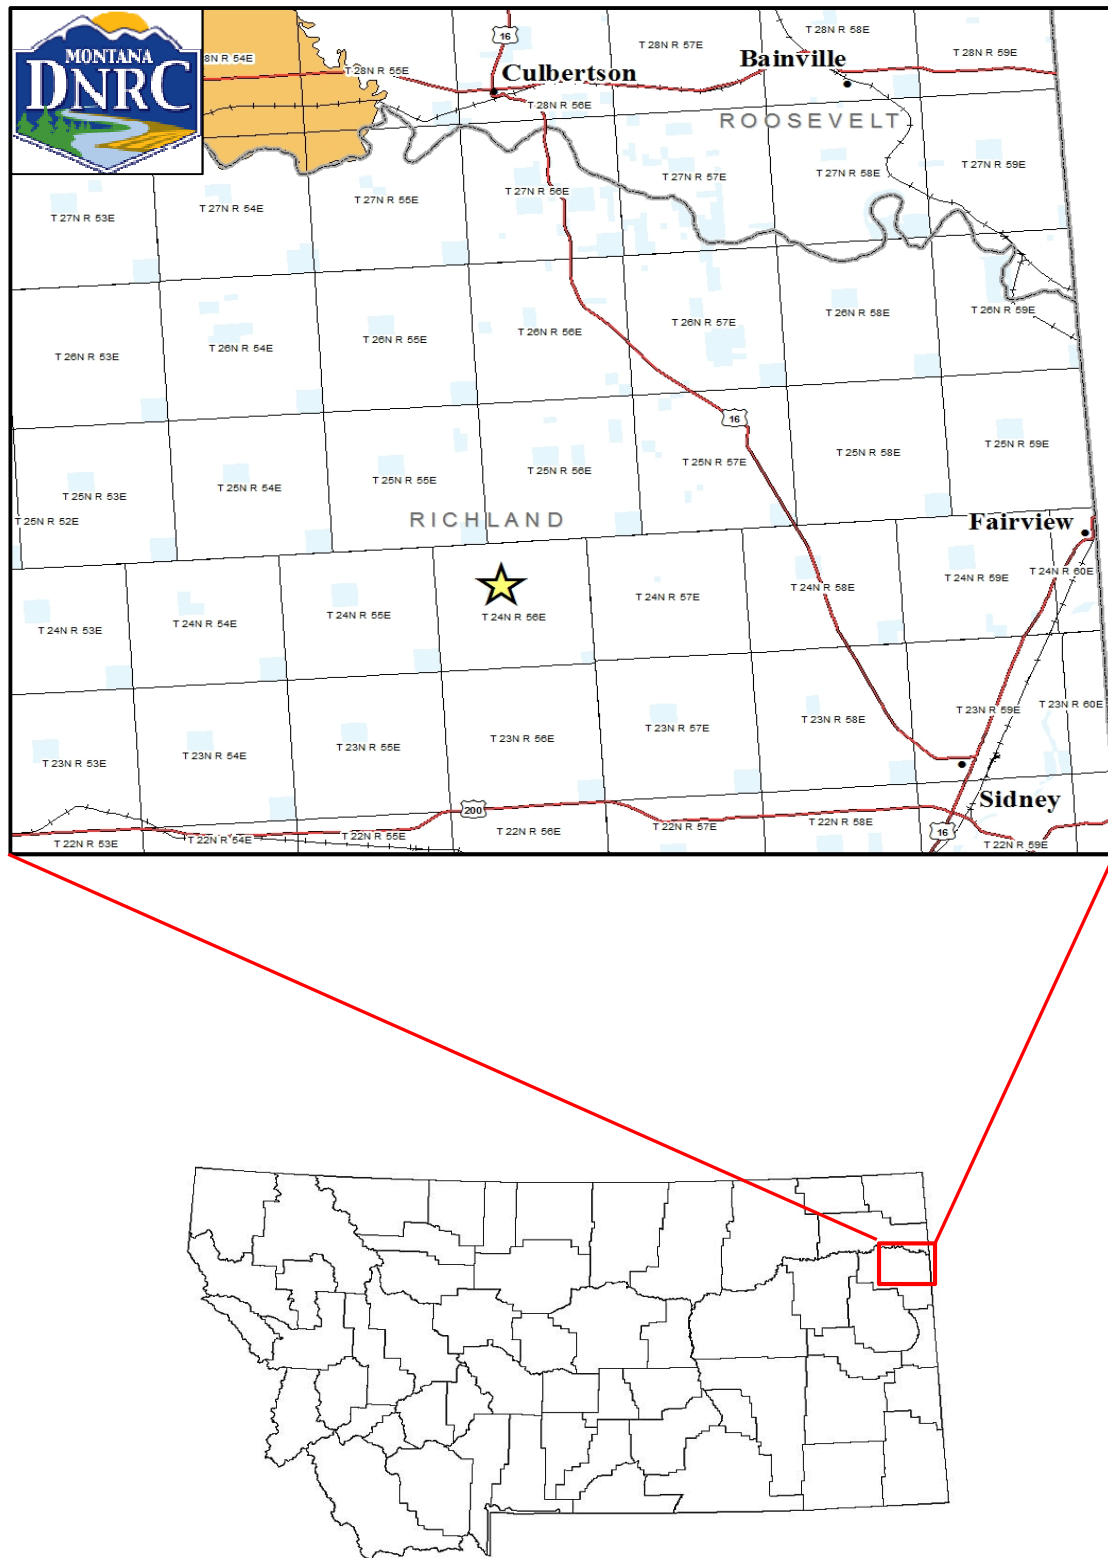 MONTANA
DNRC
8N R 54E
T 28N R 55E
16
T 28N R 57E
T 28N R 58E
T 28N R 59E
Culbertson
Bainville
T 28N R 56E
ROOSEVELT
T 27N R 53E
T 27N R 54E
T 27N R 55E
T 27N R 56E
T 27N R 57E
T 27N R 58E
T 27N R 59E
T 26N R 53E
T 26N R 54E
T 26N R 55E
T 26N R 56E
T 26N R 57E
T 26N R 58E
T 26N R 59E
16
T 25N R 53E
T 25N R 54E
T 25N R 55E
T 25N R 56E
T 25N R 57E
T 25N R 58E
T 25N R 59E
T 25N R 52E
RICHLAND
Fairview
T 24N R 53E
T 24N R 54E
T 24N R 55E
T 24N R 56E
T 24N R 57E
T 24N R 58E
T 24N R 59E
T 24N R 60E
T 23N R 53E
T 23N R 54E
T 23N R 55E
T 23N R 56E
T 23N R 57E
T 23N R 58E
T 23N R 59E
T 23N R 60E
200
Sidney
16
T 22N R 53E
T 22N R 54E
T 22N R 55E
T 22N R 56E
T 22N R 57E
T 22N R 58E
T 22N R 59E